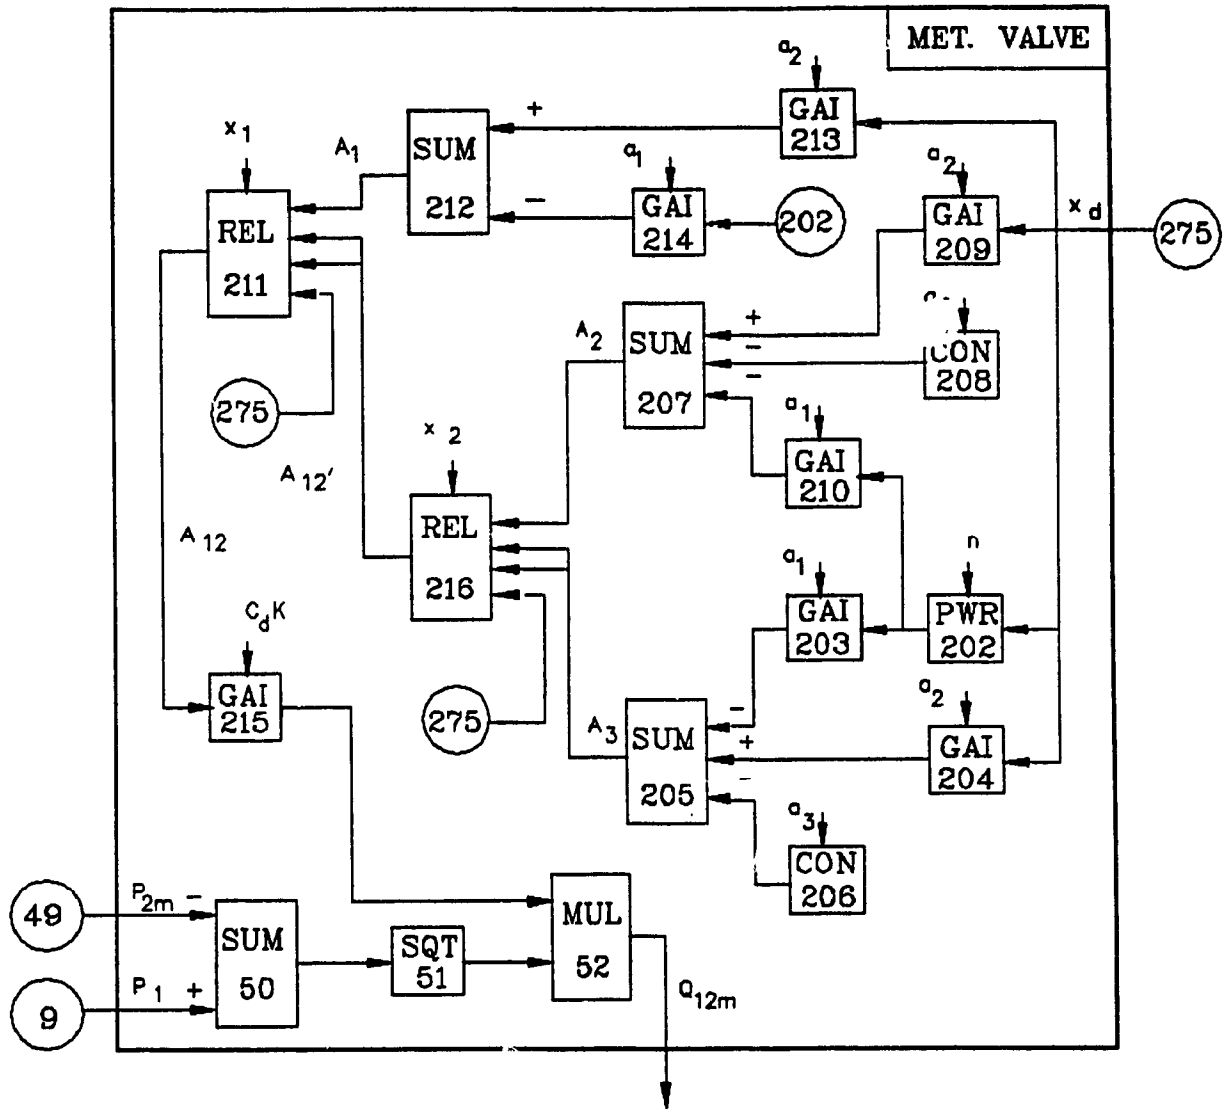 MET. VALVE
a2
GAI
213
+
SUM
212
x1
A1
REL
211
a1
GAI
214
-
202
a2
GAI
209
xd
275
CON
208
+
-
-
SUM
207
A2
275
a1
GAI
210
x2
A12'
REL
216
A12
n
PWR
202
a1
GAI
203
CdK
GAI
215
275
a2
GAI
204
A3
-
+
-
SUM
205
a3
CON
206
49
P2m -
SUM
50
9
P1 +
SQT
51
MUL
52
Q12m